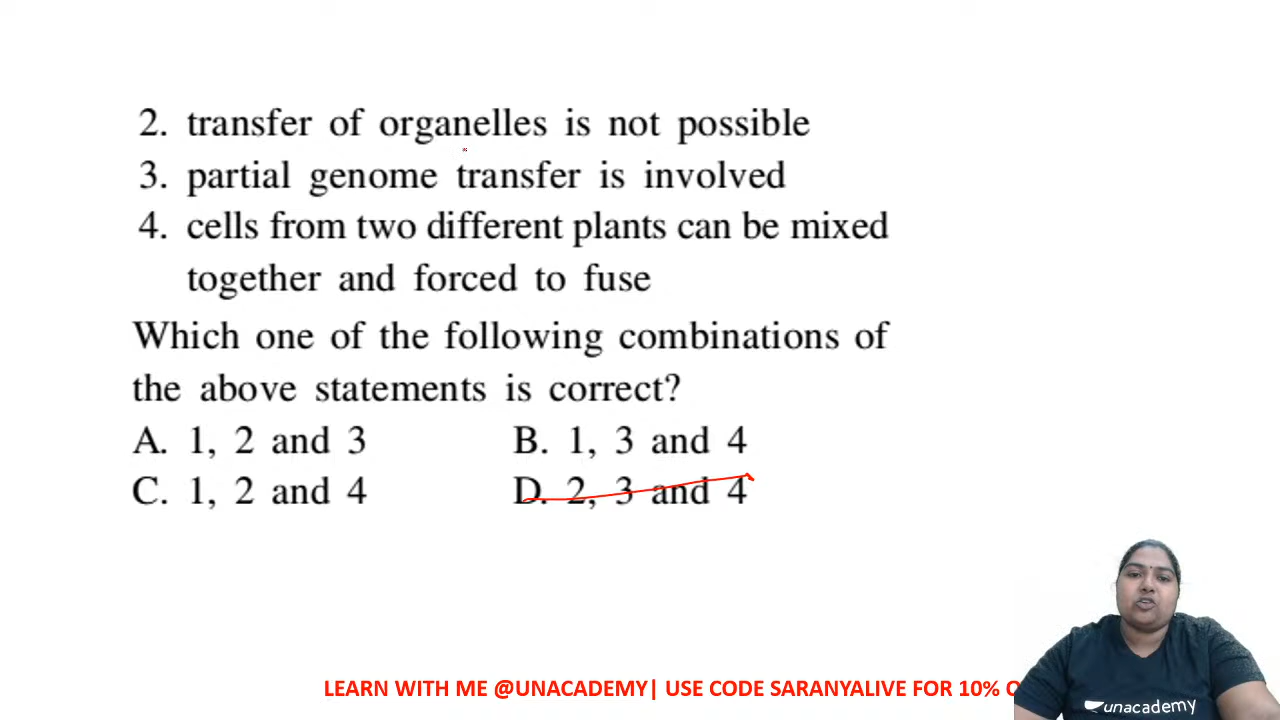 2. transfer of organelles is not possible
3. partial genome transfer is involved
4. cells from two different plants can be mixed
together and forced to fuse
Which one of the following combinations of
the above statements is correct?
A. 1, 2 and 3 B. 1, 3 and 4
C. 1, 2 and 4 D. 2, 3 and 4
LEARN WITH ME @UNACADEMY| USE CODE SARANYALIVE FOR 10% O
unacademy